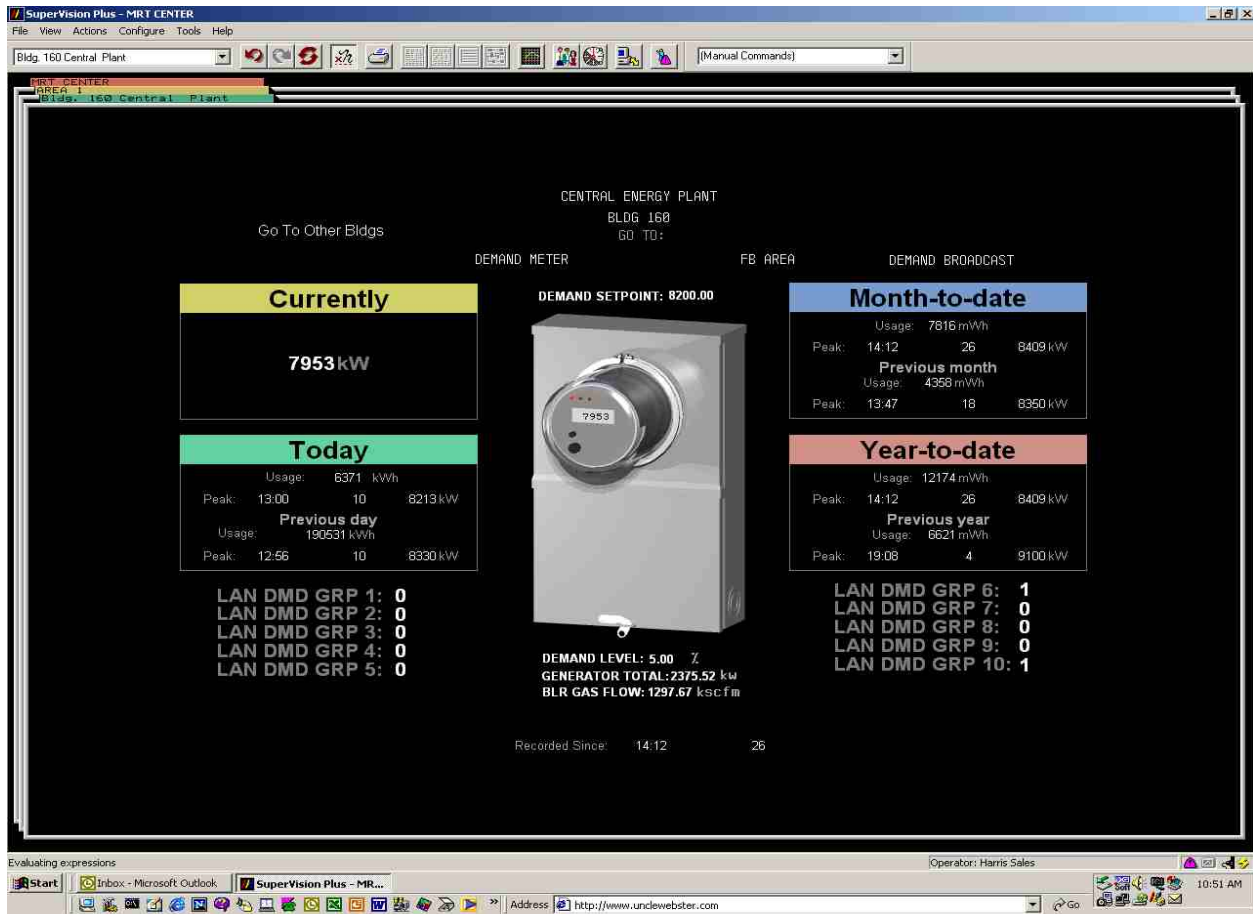 SuperVision Plus - MRT CENTER
File View Actions Configure Tools Help
Bldg. 160 Central Plant
(Manual Commands)
MRT CENTER
AREA 1
Bldg. 160 Central Plant
CENTRAL ENERGY PLANT
BLDG 160
Go To Other Bldgs
GO TO:
DEMAND METER FB AREA DEMAND BROADCAST
Currently
7953 kW
DEMAND SETPOINT: 8200.00
7953
Month-to-date
Usage: 7816 mWh
Peak: 14:12 26 8409 kW
Previous month
Usage: 4358 mWh
Peak: 13:47 18 8350 kW
Today
Usage: 6371 kWh
Peak: 13:00 10 8213 kW
Previous day
Usage: 190531 kWh
Peak: 12:56 10 8330 kW
Year-to-date
Usage: 12174 mWh
Peak: 14:12 26 8409 kW
Previous year
Usage: 6621 mWh
Peak: 19:08 4 9100 kW
LAN DMD GRP 1: 0
LAN DMD GRP 2: 0
LAN DMD GRP 3: 0
LAN DMD GRP 4: 0
LAN DMD GRP 5: 0
DEMAND LEVEL: 5.00 %
GENERATOR TOTAL: 2375.52 kw
BLR GAS FLOW: 1297.67 kscfm
LAN DMD GRP 6: 1
LAN DMD GRP 7: 0
LAN DMD GRP 8: 0
LAN DMD GRP 9: 0
LAN DMD GRP 10: 1
Recorded Since: 14:12 26
Evaluating expressions
Operator: Harris Sales
Start
Inbox - Microsoft Outlook
SuperVision Plus - MR...
10:51 AM
Address http://www.unclewebster.com
Go